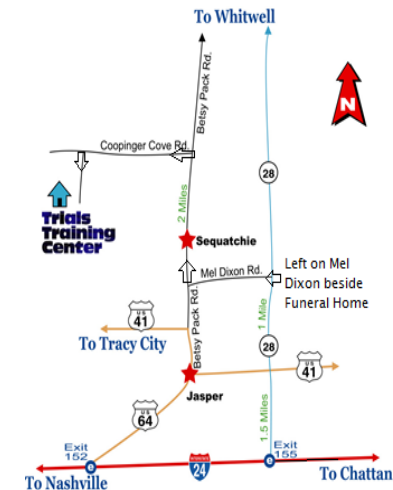 To Whitwell
Betsy Pack Rd.
N
Coopinger Cove Rd.
28
2 Miles
Trials
Training
Center
Sequatchie
Mel Dixon Rd.
Left on Mel
Dixon beside
Funeral Home
US
41
1 Mile
Betsy Pack Rd.
To Tracy City
28
US
41
Jasper
US
64
1.5 Miles
Exit
152
Exit
155
INTERSTATE
24
To Nashville
To Chattan